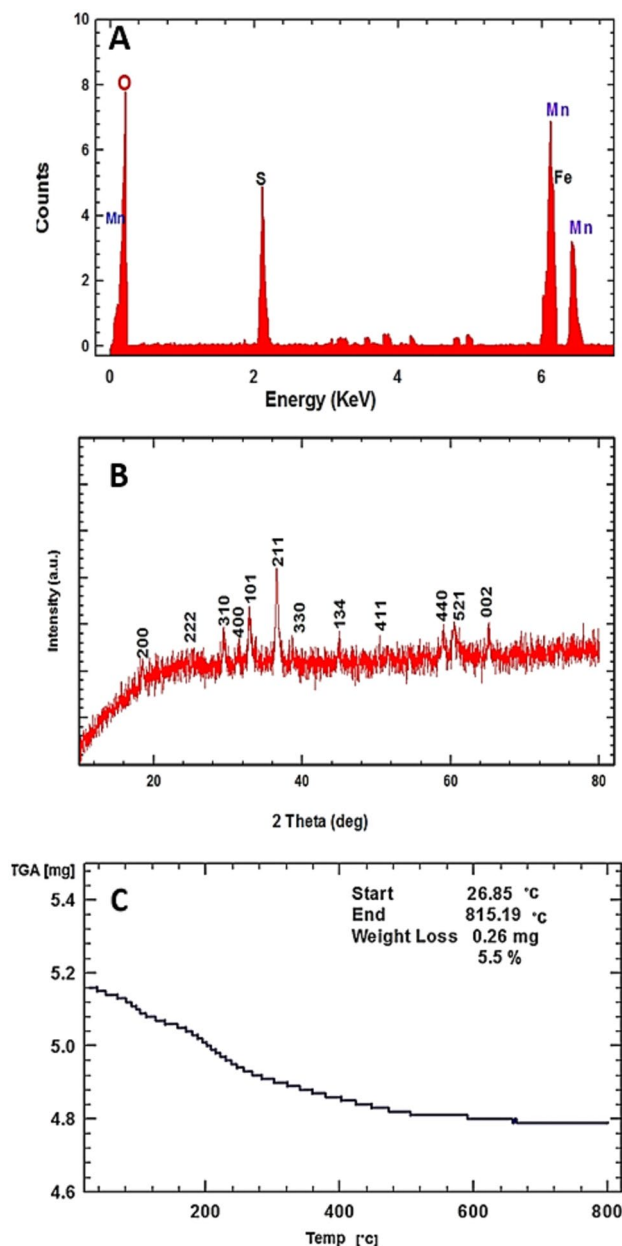 A
10
8
6
4
2
0
Counts
O
Mn
S
Mn
Fe
Mn
0
2
4
6
Energy (KeV)
B
Intensity (a.u.)
200
222
310
400
101
211
330
134
411
440
521
002
20
40
60
80
2 Theta (deg)
TGA [mg]
C
Start 26.85 °c
End 815.19 °c
Weight Loss 0.26 mg
5.5 %
5.4
5.2
5.0
4.8
4.6
200
400
600
800
Temp [°c]